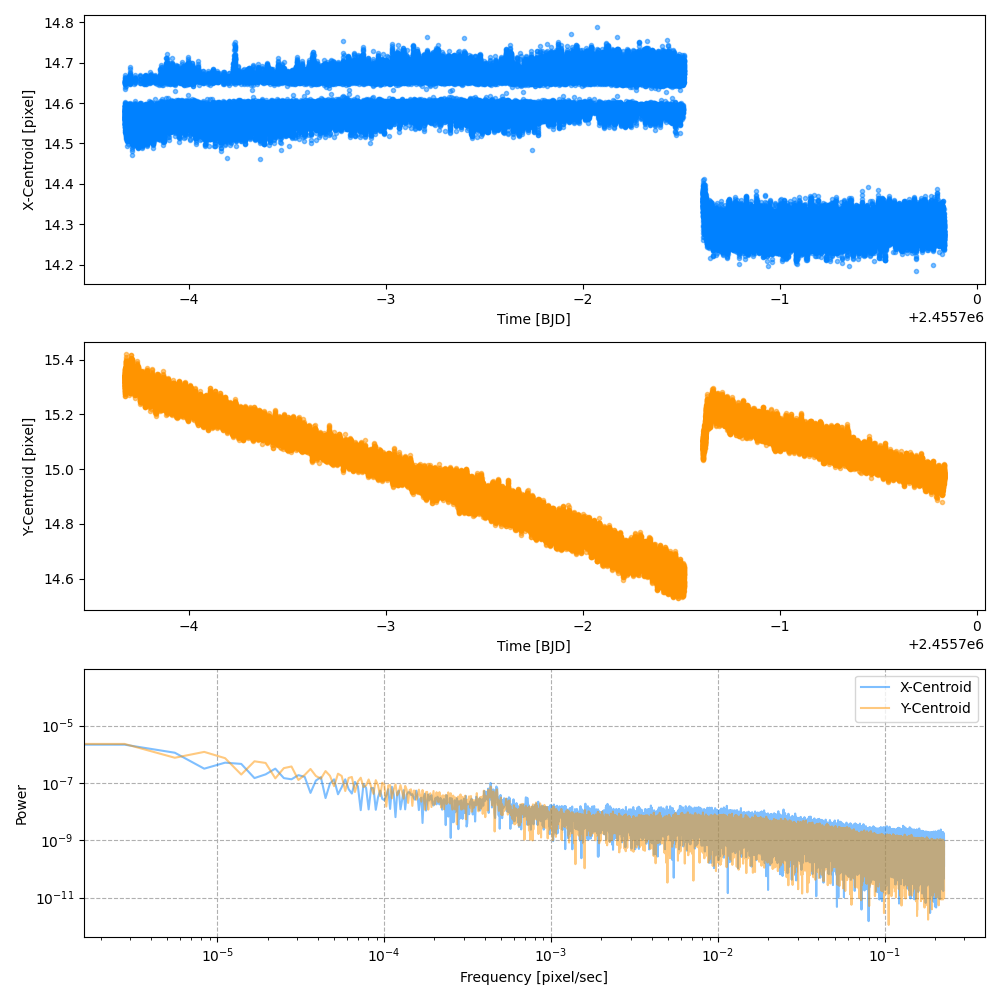 14.8
14.7
14.6
14.5
14.4
14.3
14.2
X-Centroid [pixel]
−4 −3 −2 −1 0
Time [BJD]
+2.4557e6
15.4
15.2
15.0
14.8
14.6
Y-Centroid [pixel]
−4 −3 −2 −1 0
Time [BJD]
+2.4557e6
X-Centroid
Y-Centroid
10⁻⁵
10⁻⁷
10⁻⁹
10⁻¹¹
Power
10⁻⁵ 10⁻⁴ 10⁻³ 10⁻² 10⁻¹
Frequency [pixel/sec]